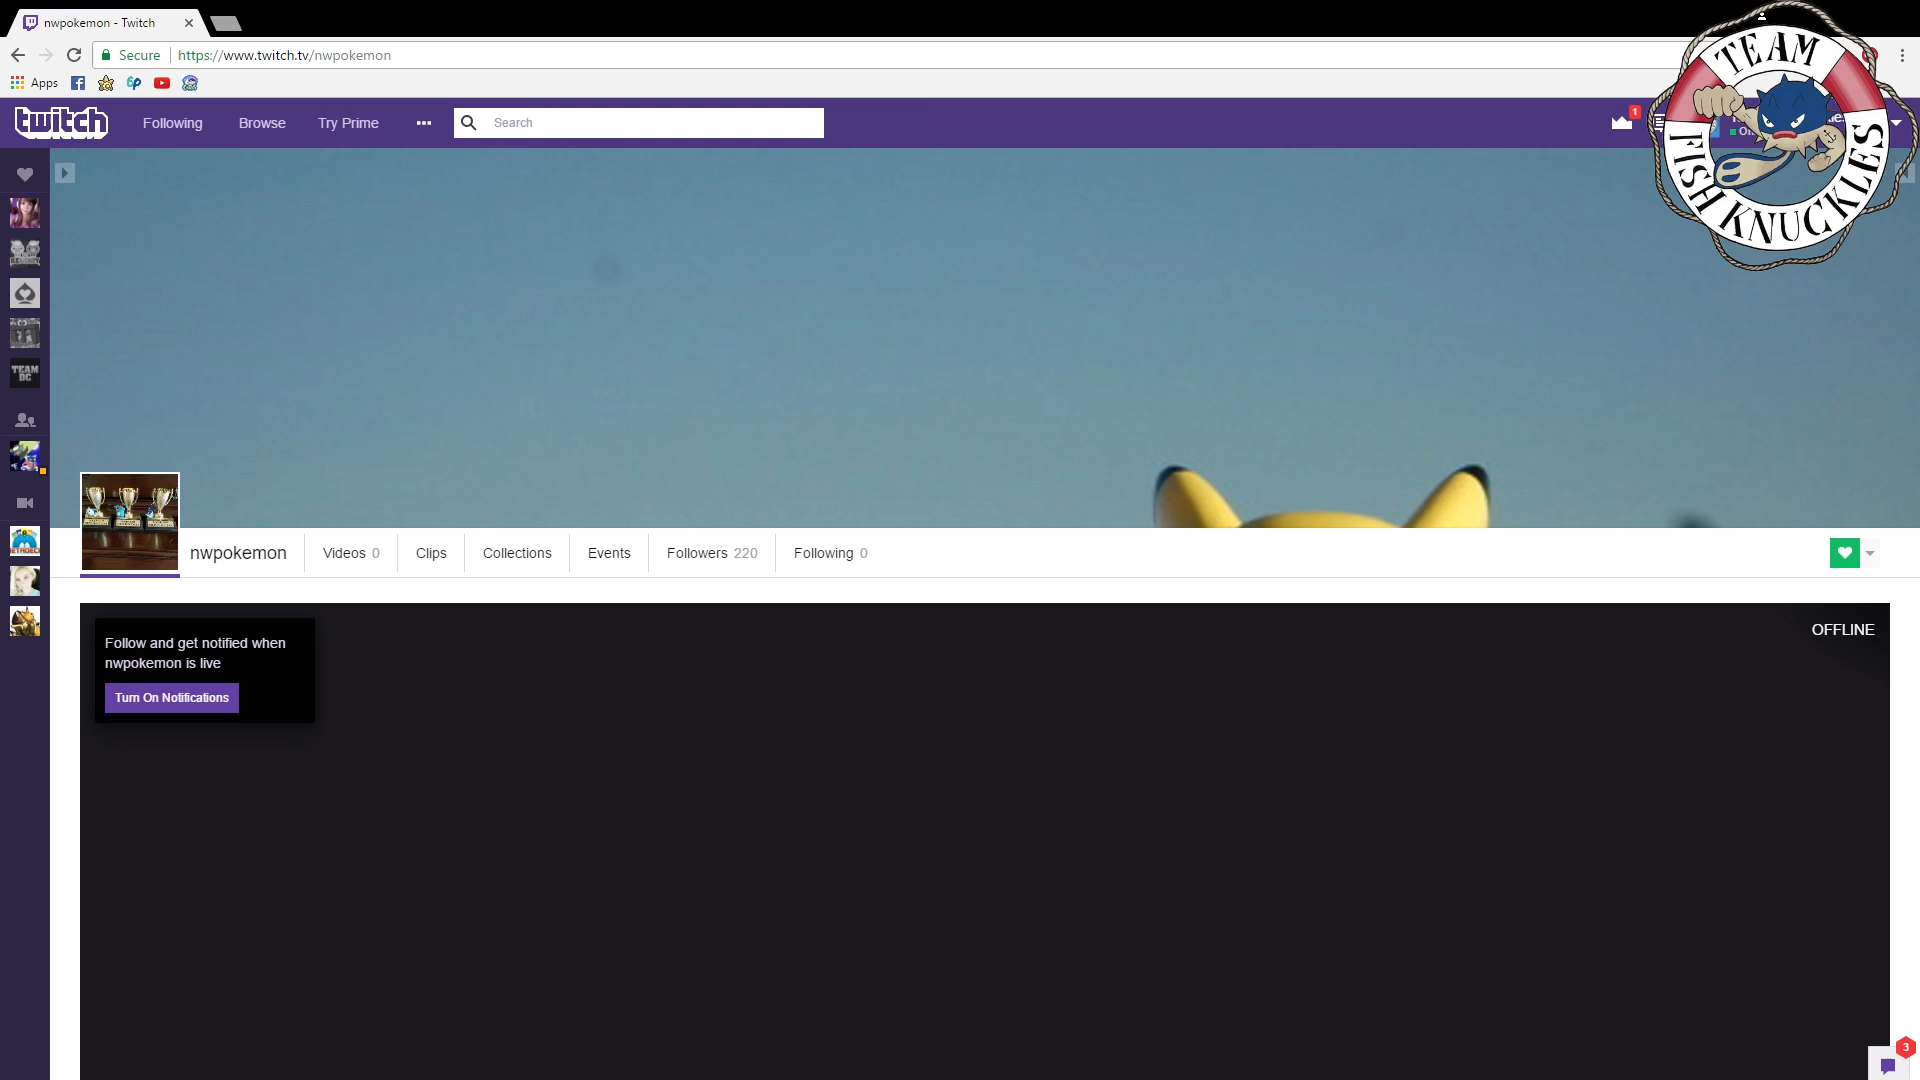 nwpokemon - Twitch
Secure
https://www.twitch.tv/nwpokemon
Apps
TEAM
FISH KNUCKLES
twitch
Following
Browse
Try Prime
Search
1
TEAM
DC
nwpokemon
Videos 0
Clips
Collections
Events
Followers 220
Following 0
Follow and get notified when
nwpokemon is live
Turn On Notifications
OFFLINE
3